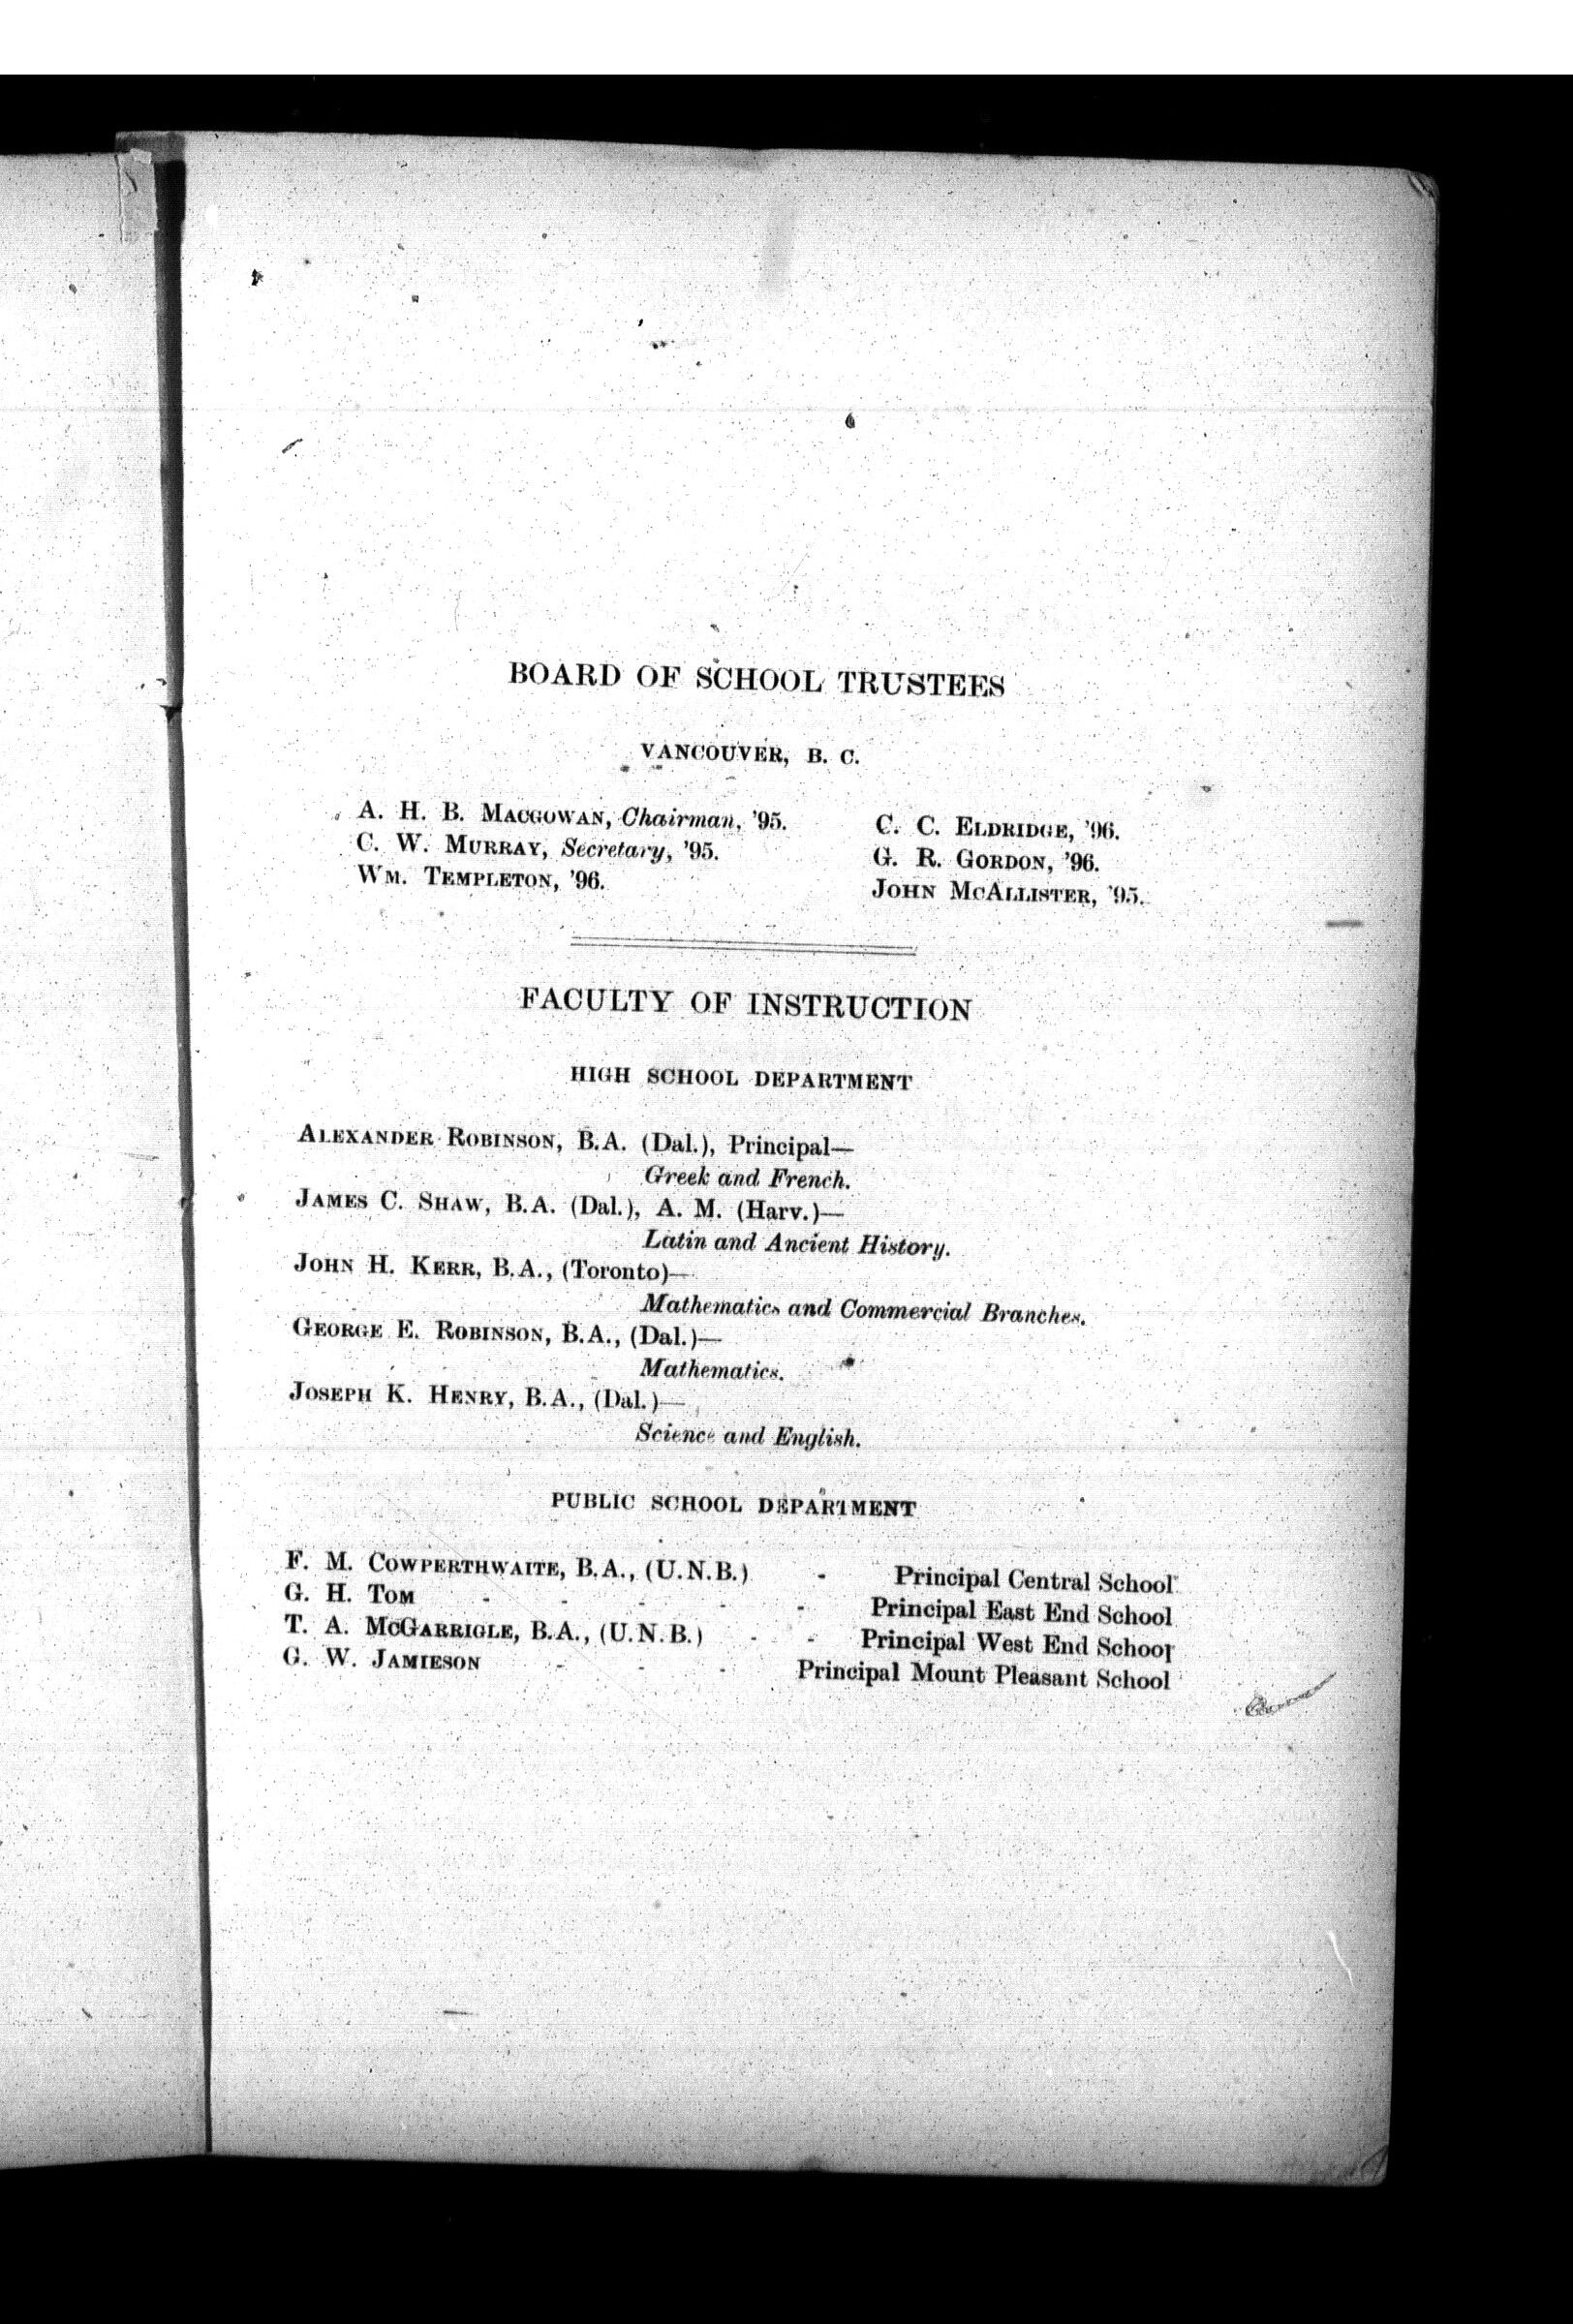 BOARD OF SCHOOL TRUSTEES
VANCOUVER, B. C.
A. H. B. MACGOWAN, Chairman, '95.
C. W. MURRAY, Secretary, '95.
WM. TEMPLETON, '96.
C. C. ELDRIDGE, '96.
G. R. GORDON, '96.
JOHN MCALLISTER, '95.
FACULTY OF INSTRUCTION
HIGH SCHOOL DEPARTMENT
ALEXANDER ROBINSON, B.A. (Dal.), Principal—
Greek and French.
JAMES C. SHAW, B.A. (Dal.), A. M. (Harv.)—
Latin and Ancient History.
JOHN H. KERR, B.A., (Toronto)—
Mathematics and Commercial Branches.
GEORGE E. ROBINSON, B.A., (Dal.)—
Mathematics.
JOSEPH K. HENRY, B.A., (Dal.)—
Science and English.
PUBLIC SCHOOL DEPARTMENT
F. M. COWPERTHWAITE, B.A., (U.N.B.) - Principal Central School
G. H. TOM - - - - - Principal East End School
T. A. MCGARRIGLE, B.A., (U.N.B.) - - Principal West End School
G. W. JAMIESON - - - Principal Mount Pleasant School